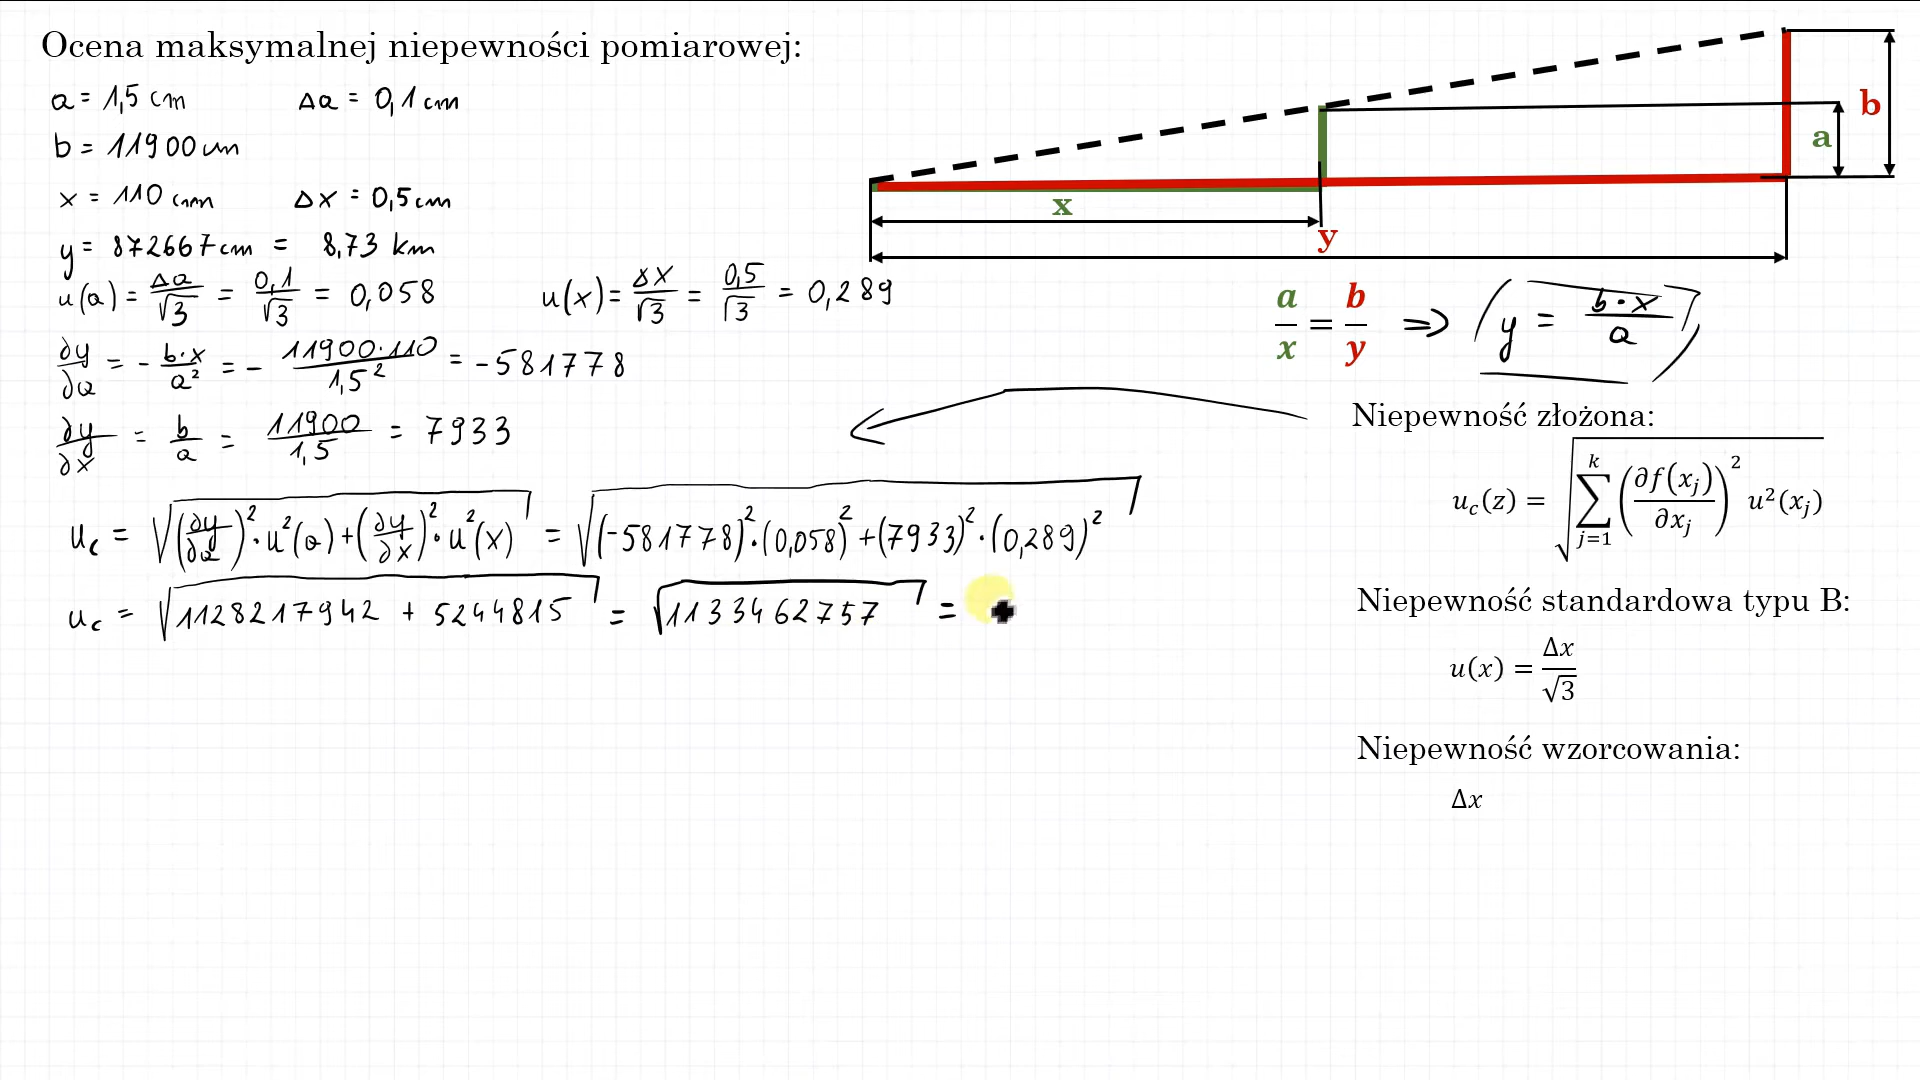 Ocena maksymalnej niepewności pomiarowej:
a = 1,5 cm Δa = 0,1 cm
b = 11900 cm
x = 110 cm Δx = 0,5 cm
y = 872667 cm = 8,73 km
u(a) = Δa/√3 = 0,1/√3 = 0,058 u(x) = Δx/√3 = 0,5/√3 = 0,289
∂y/∂a = - b·x/a² = - 11900·110/1,5² = -581778
∂y/∂x = b/a = 11900/1,5 = 7933
u_c = √((∂y/∂a)²·u²(a)+(∂y/∂x)²·u²(x)) = √((-581778)²·(0,058)²+(7933)²·(0,289)²)
u_c = √(1128217942 + 5244815) = √(1133462757) =
b
a
x
y
a/x = b/y => (y = b·x/a)
Niepewność złożona:
u_c(z) = √(∑_{j=1}^{k} (∂f(x_j)/∂x_j)² u²(x_j))
Niepewność standardowa typu B:
u(x) = Δx/√3
Niepewność wzorcowania:
Δx